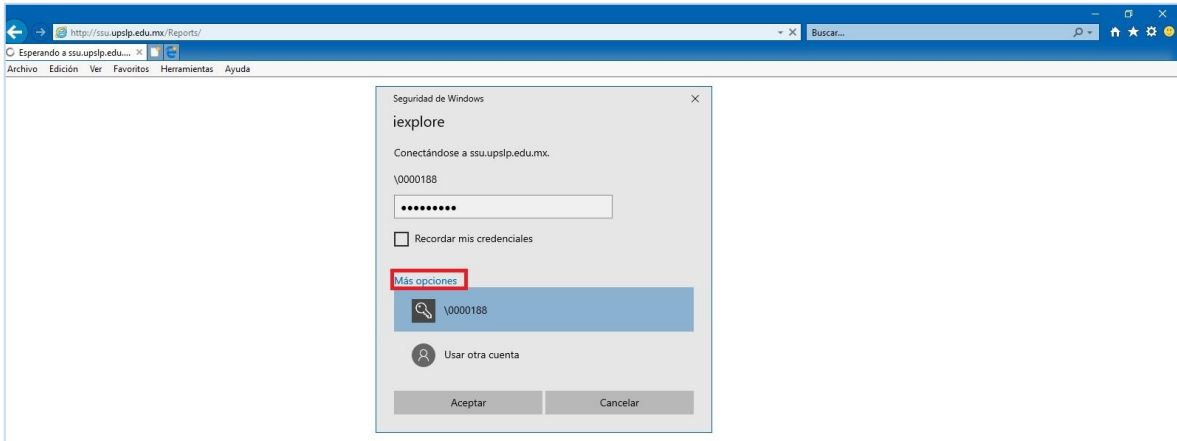 http://ssu.upslp.edu.mx/Reports/
Buscar...
Esperando a ssu.upslp.edu....
Archivo Edición Ver Favoritos Herramientas Ayuda
Seguridad de Windows
iexplore
Conectándose a ssu.upslp.edu.mx.
\0000188
•••••••••
Recordar mis credenciales
Más opciones
\0000188
Usar otra cuenta
Aceptar Cancelar